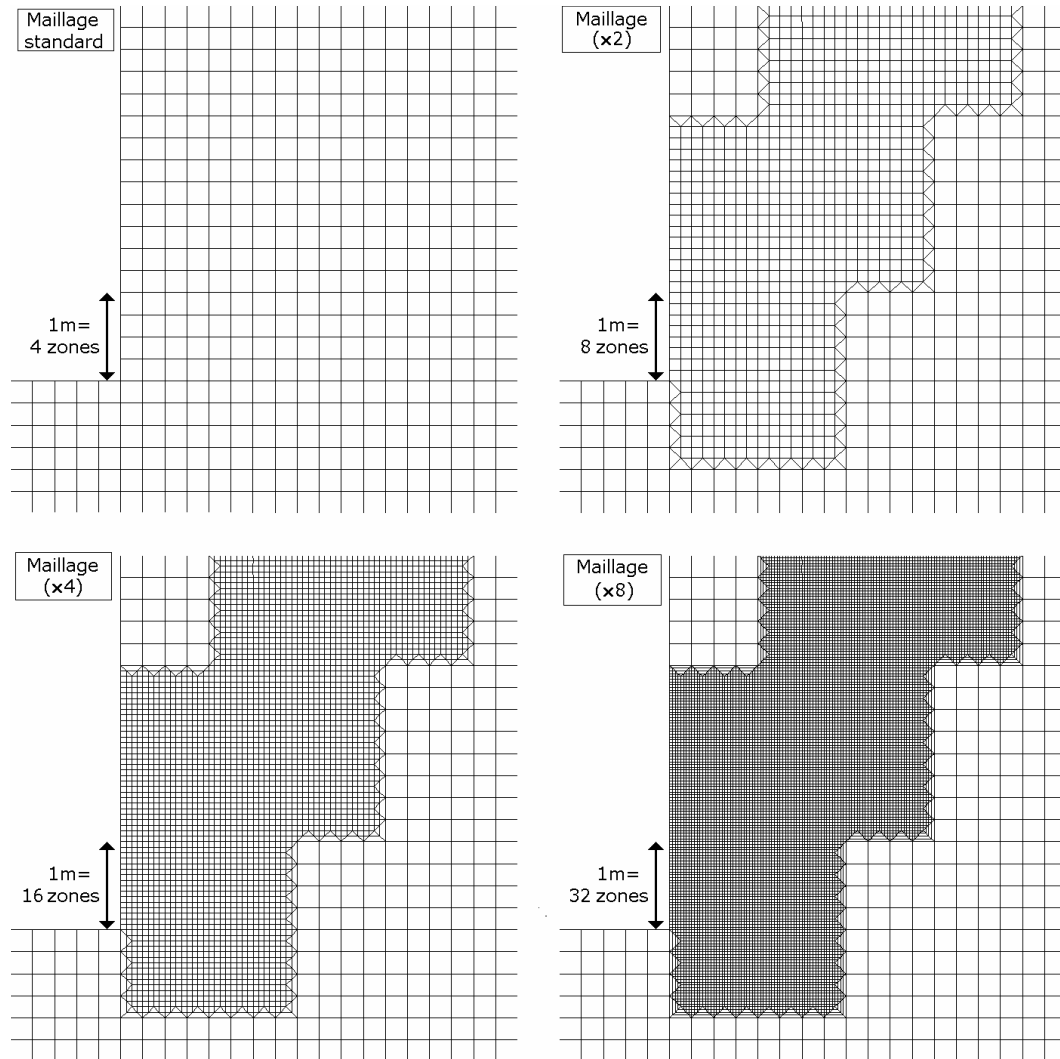 Maillage
standard
1m=
4 zones
Maillage
(x2)
1m=
8 zones
Maillage
(x4)
1m=
16 zones
Maillage
(x8)
1m=
32 zones